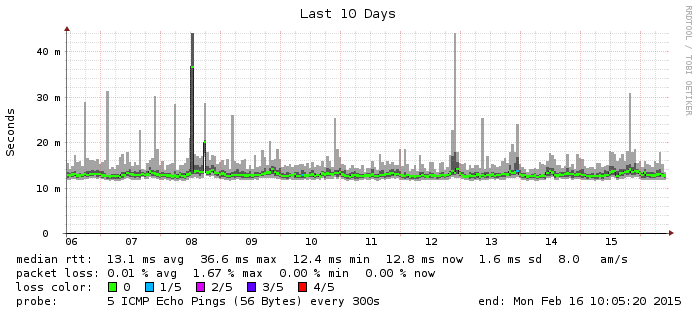 Last 10 Days
RRDTOOL / TOBI OETIKER
Seconds
40 m
30 m
20 m
10 m
0
06 07 08 09 10 11 12 13 14 15
median rtt: 13.1 ms avg 36.6 ms max 12.4 ms min 12.8 ms now 1.6 ms sd 8.0 am/s
packet loss: 0.01 % avg 1.67 % max 0.00 % min 0.00 % now
loss color: 0 1/5 2/5 3/5 4/5
probe: 5 ICMP Echo Pings (56 Bytes) every 300s end: Mon Feb 16 10:05:20 2015